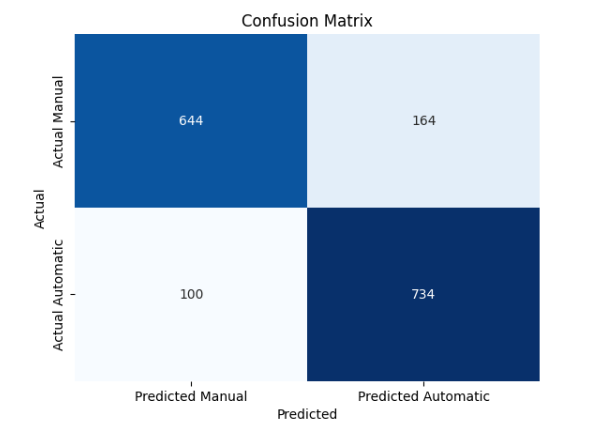 Confusion Matrix
Actual
Actual Manual
644
164
Actual Automatic
100
734
Predicted Manual
Predicted Automatic
Predicted